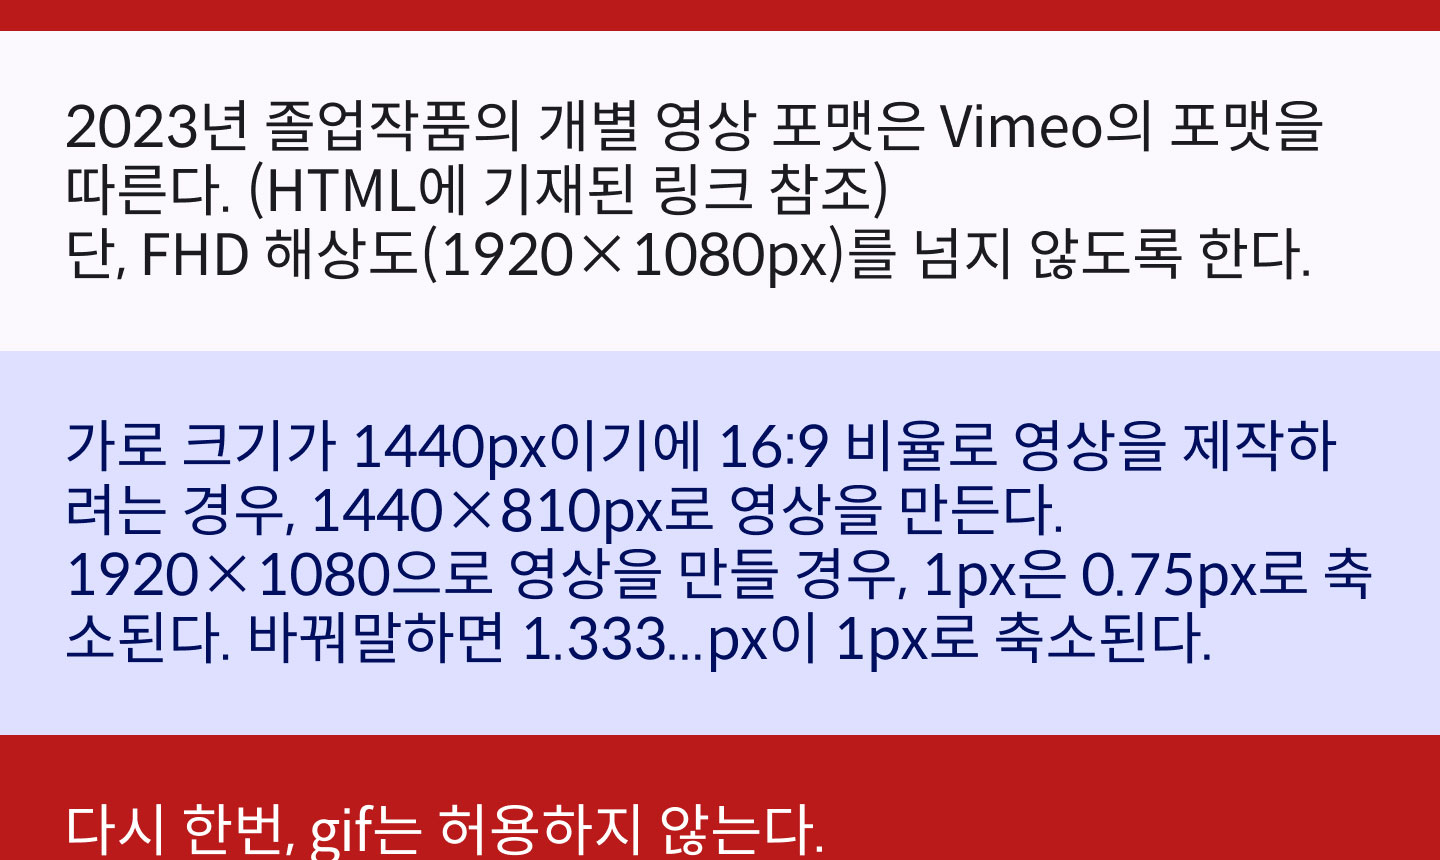 2023년 졸업작품의 개별 영상 포맷은 Vimeo의 포맷을
따른다. (HTML에 기재된 링크 참조)
단, FHD 해상도(1920×1080px)를 넘지 않도록 한다.
가로 크기가 1440px이기에 16:9 비율로 영상을 제작하
려는 경우, 1440×810px로 영상을 만든다.
1920×1080으로 영상을 만들 경우, 1px은 0.75px로 축
소된다. 바꿔말하면 1.333...px이 1px로 축소된다.
다시 한번, gif는 허용하지 않는다.